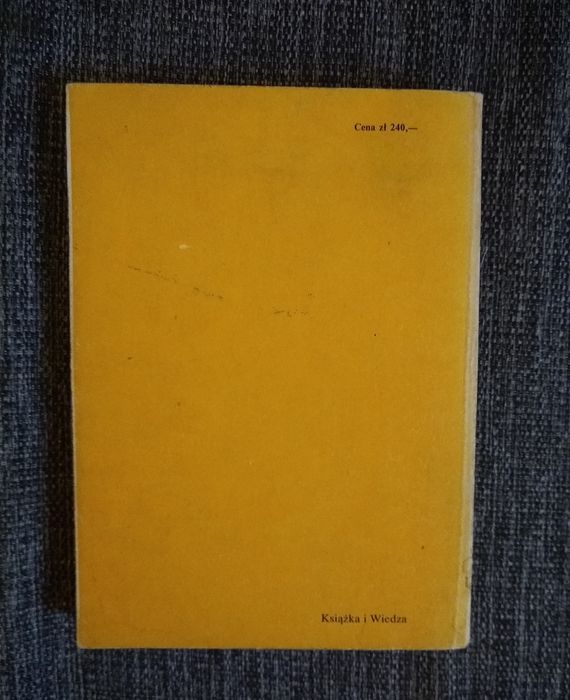 Cena zł 240,—
Książka i Wiedza